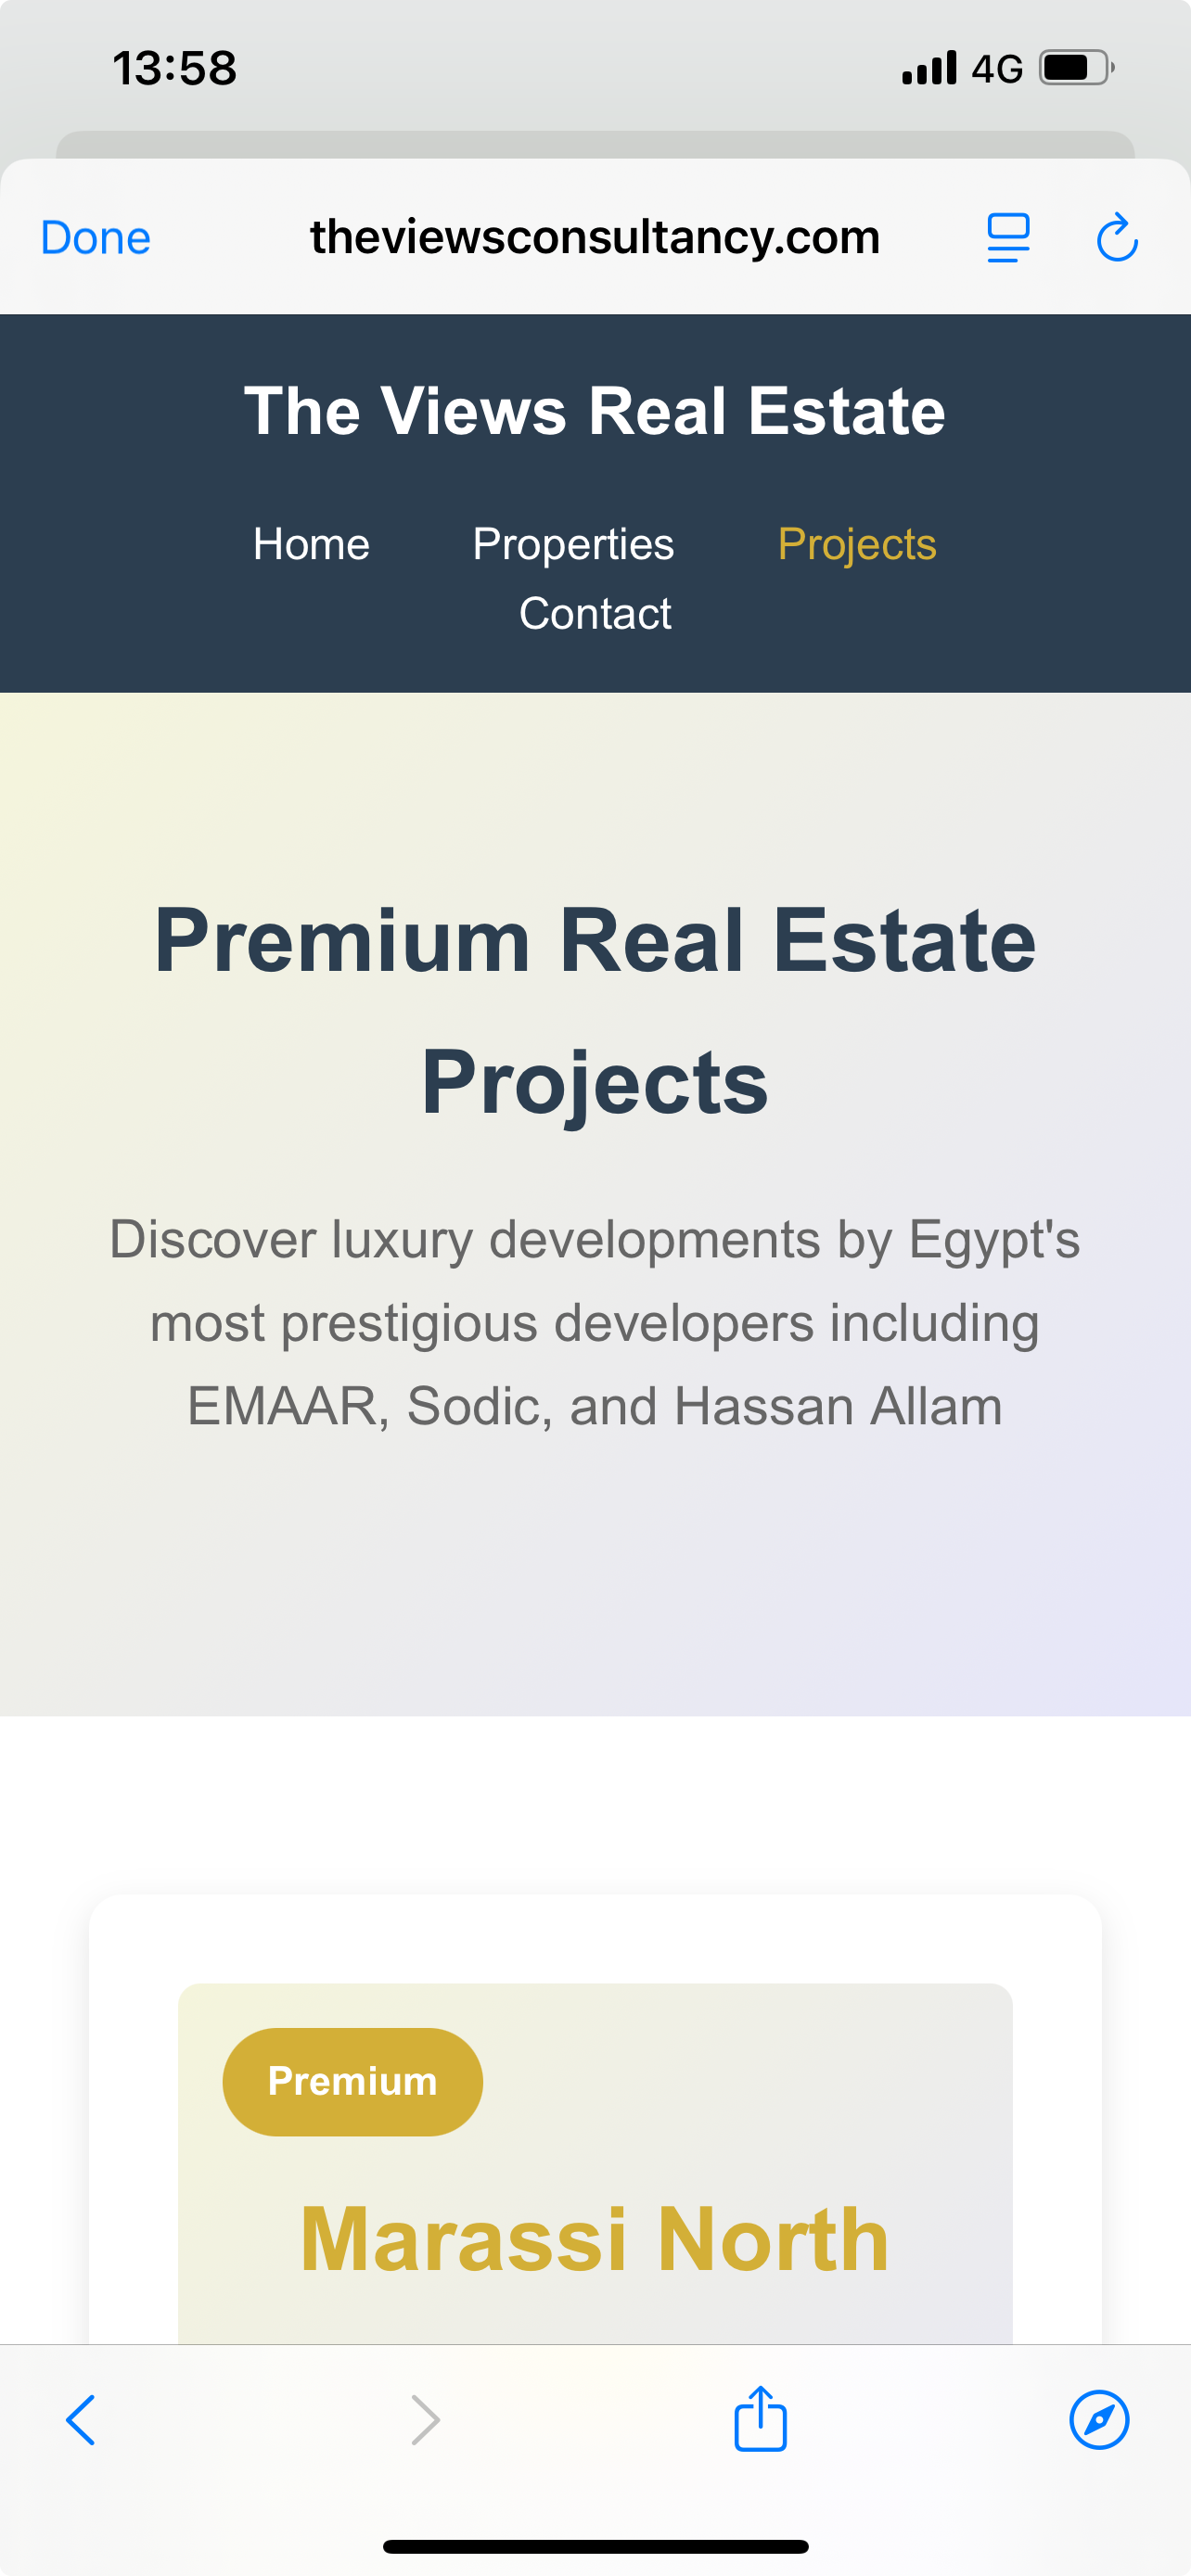 13:58
4G
Done
theviewsconsultancy.com
The Views Real Estate
Home
Properties
Projects
Contact
Premium Real Estate
Projects
Discover luxury developments by Egypt's
most prestigious developers including
EMAAR, Sodic, and Hassan Allam
Premium
Marassi North